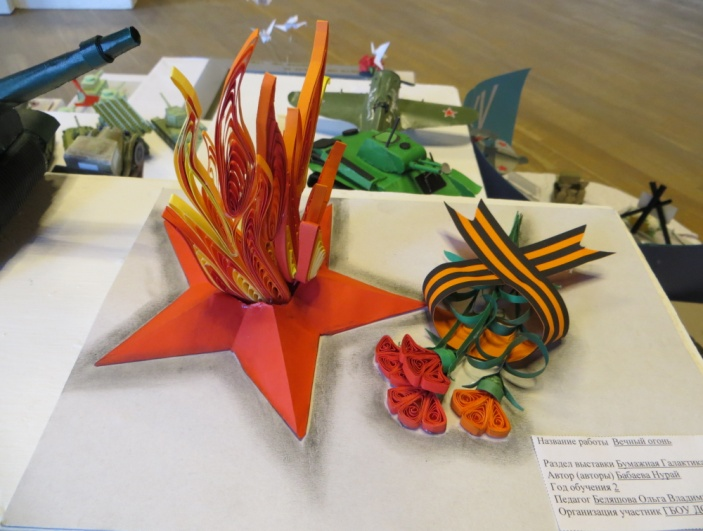 Название работы Вечный огонь
Раздел выставки Бумажная Галактика
Автор (авторы) Бабаева Нурай
Год обучения 2
Педагог Беляшова Ольга
Организация участник ГБОУ